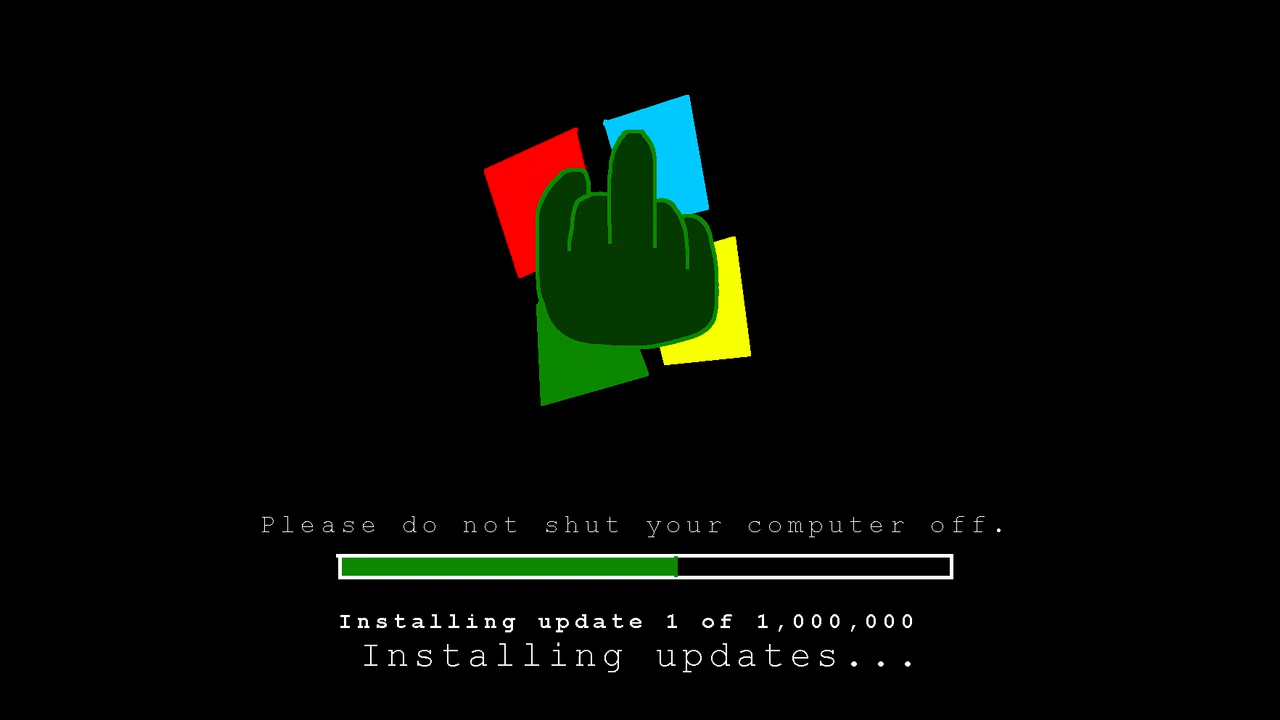 Please do not shut your computer off.
Installing update 1 of 1,000,000
Installing updates...